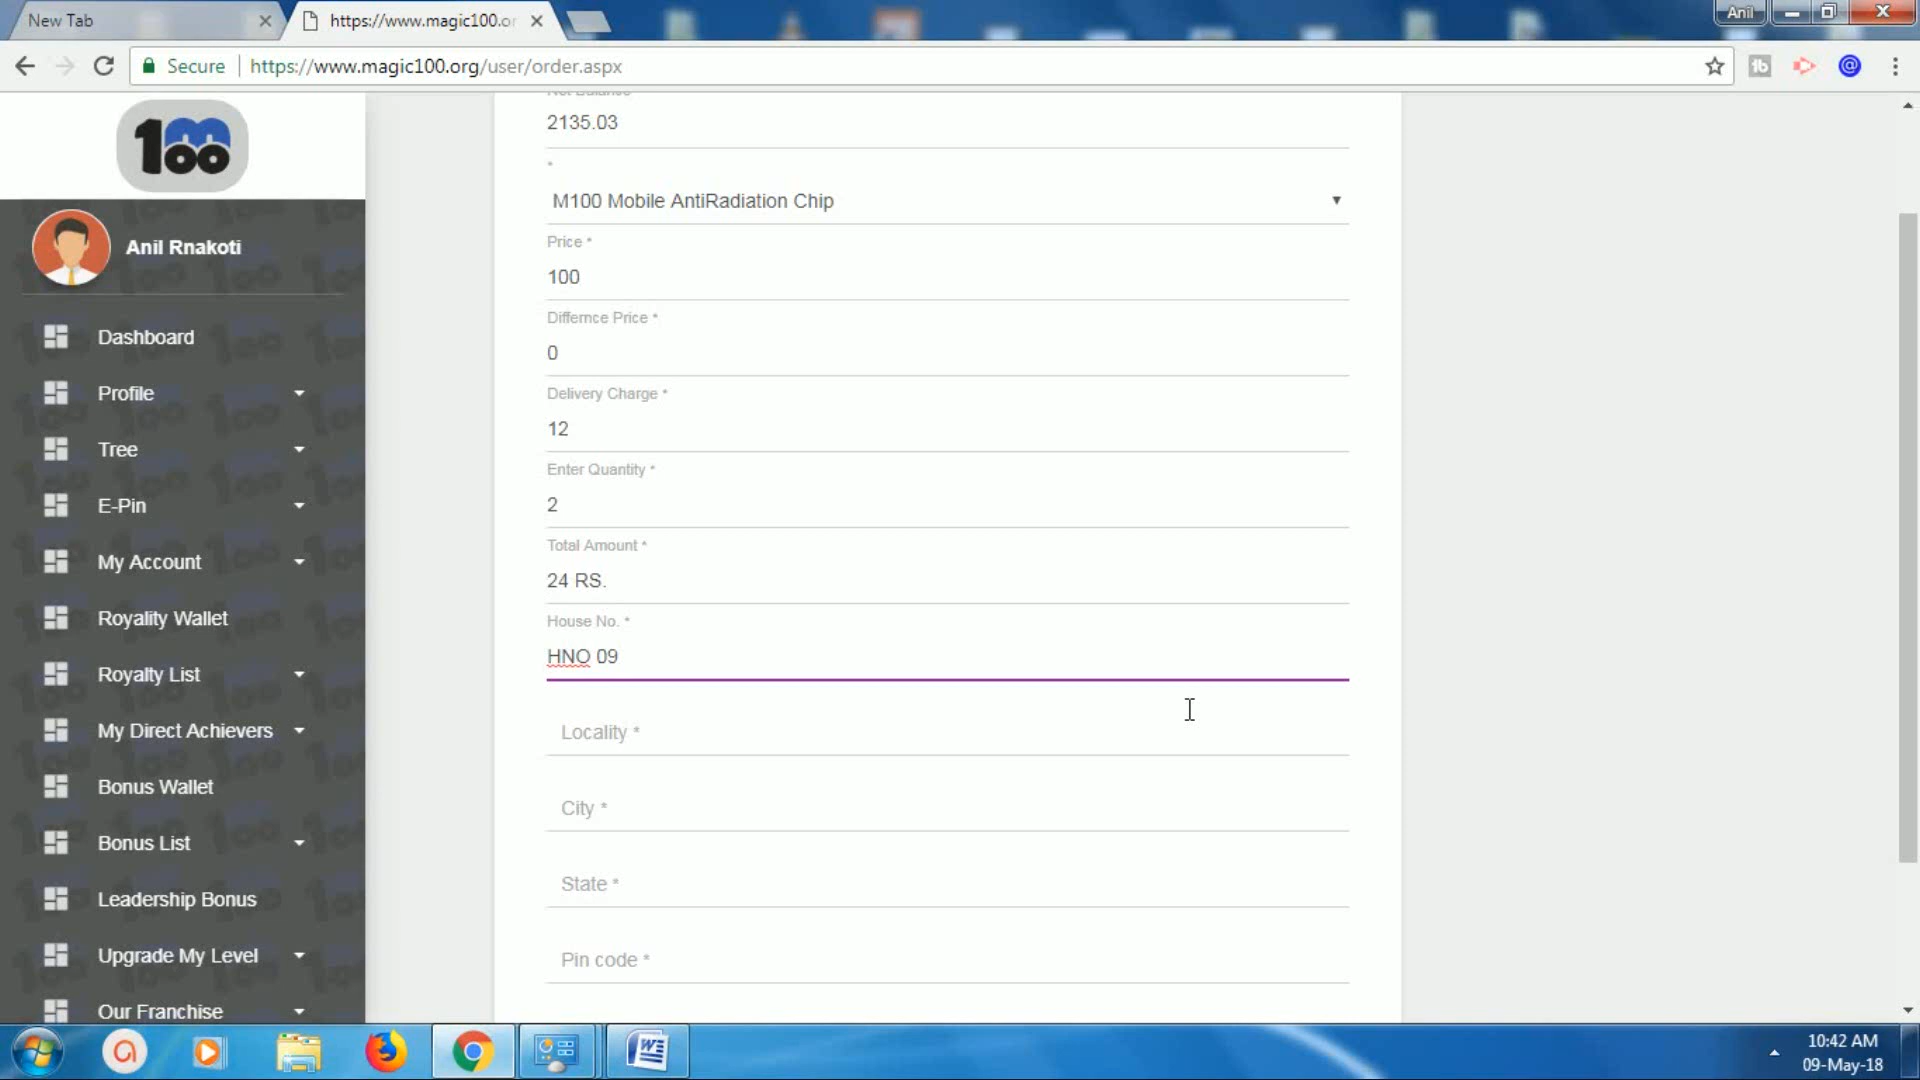 New Tab
https://www.magic100.or
Anil
Secure
https://www.magic100.org/user/order.aspx
100
Anil Rnakoti
Dashboard
Profile
Tree
E-Pin
My Account
Royality Wallet
Royalty List
My Direct Achievers
Bonus Wallet
Bonus List
Leadership Bonus
Upgrade My Level
Our Franchise
2135.03
*
M100 Mobile AntiRadiation Chip
Price *
100
Differnce Price *
0
Delivery Charge *
12
Enter Quantity *
2
Total Amount *
24 RS.
House No. *
HNO 09
Locality *
City *
State *
Pin code *
10:42 AM
09-May-18